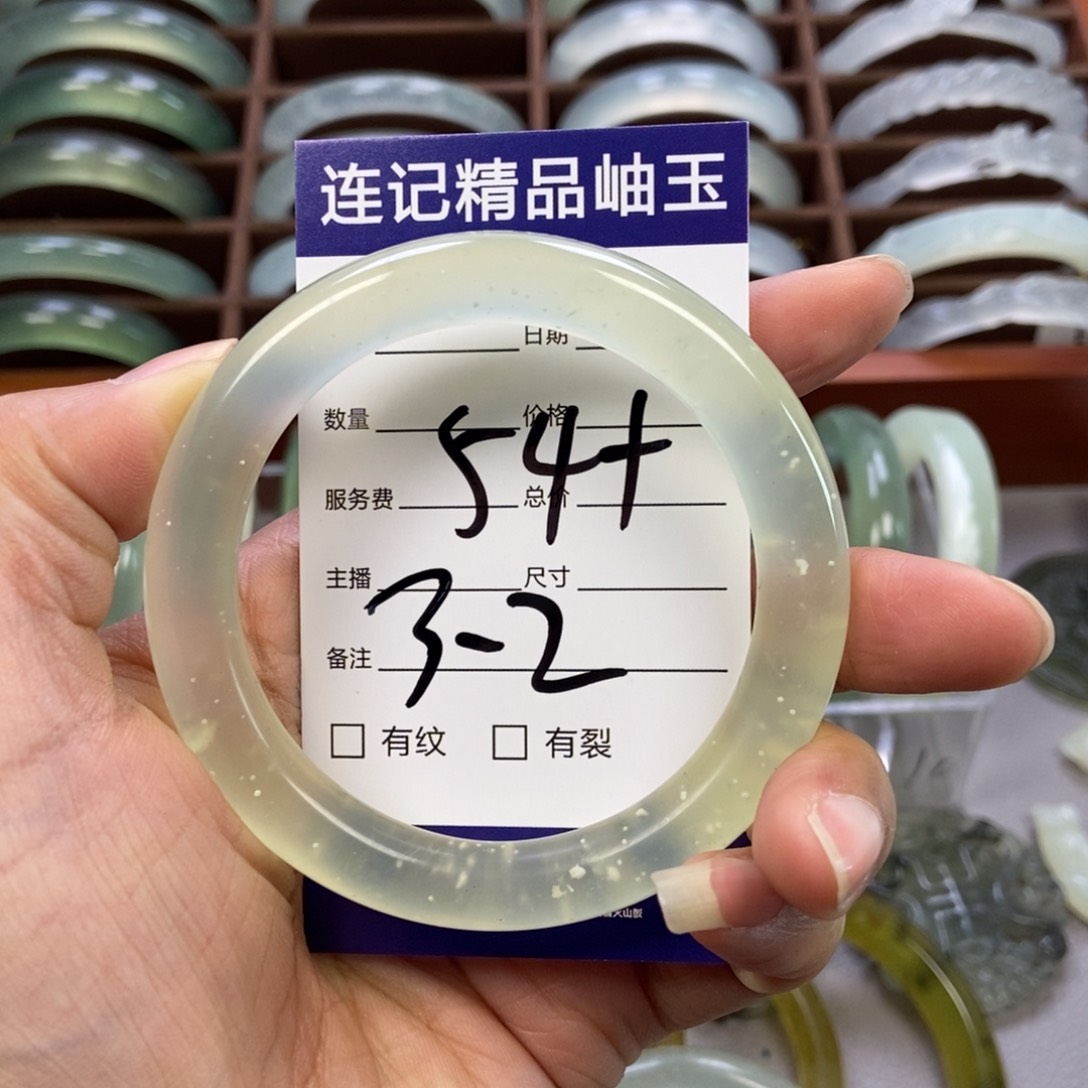 连记精品岫玉
日期
数量 价格
54+
服务费 总价
主播 尺寸
3-2
备注
有纹 有裂